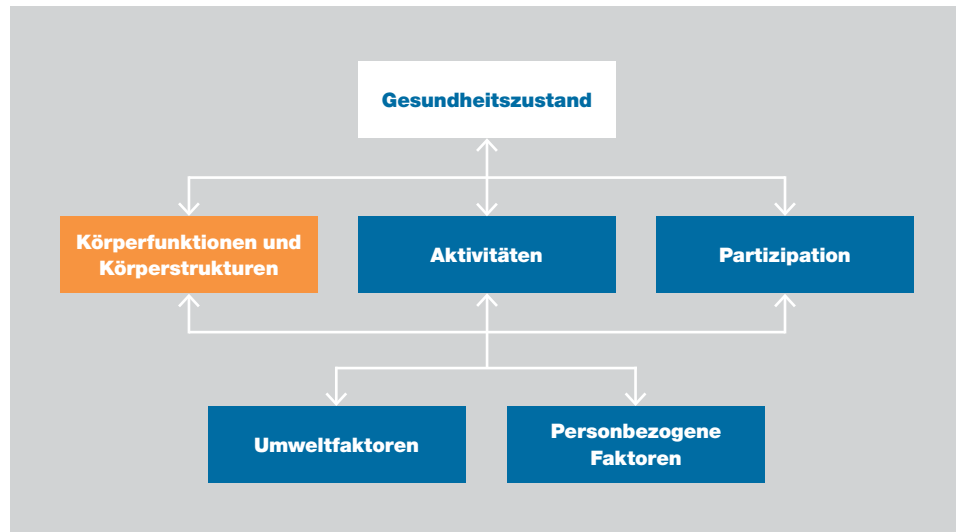 Gesundheitszustand
Körperfunktionen und
Körperstrukturen
Aktivitäten
Partizipation
Umweltfaktoren
Personbezogene
Faktoren